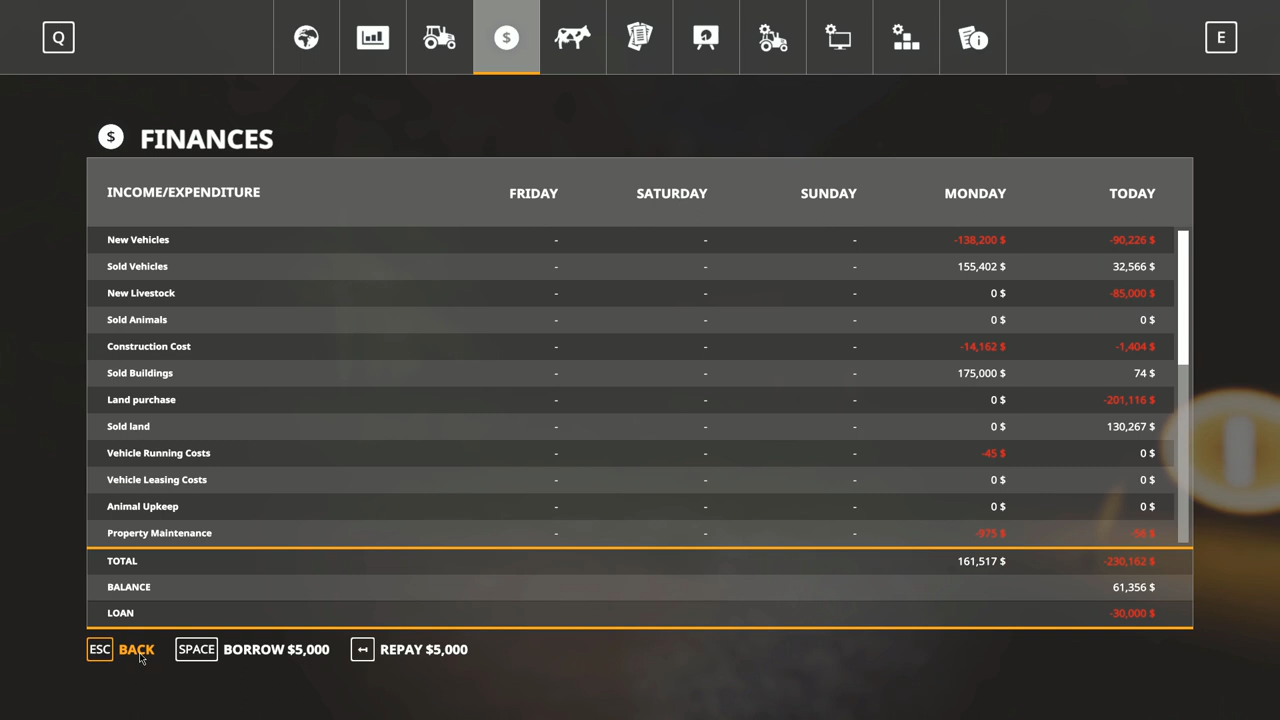 Q
$
E
$ FINANCES
INCOME/EXPENDITURE FRIDAY SATURDAY SUNDAY MONDAY TODAY
New Vehicles - - - -138,200 $ -90,226 $
Sold Vehicles - - - 155,402 $ 32,566 $
New Livestock - - - 0 $ -85,000 $
Sold Animals - - - 0 $ 0 $
Construction Cost - - - -14,162 $ -1,404 $
Sold Buildings - - - 175,000 $ 74 $
Land purchase - - - 0 $ -201,116 $
Sold land - - - 0 $ 130,267 $
Vehicle Running Costs - - - -45 $ 0 $
Vehicle Leasing Costs - - - 0 $ 0 $
Animal Upkeep - - - 0 $ 0 $
Property Maintenance - - - -975 $ -56 $
TOTAL 161,517 $ -230,162 $
BALANCE 61,356 $
LOAN -30,000 $
ESC BACK SPACE BORROW $5,000 REPAY $5,000